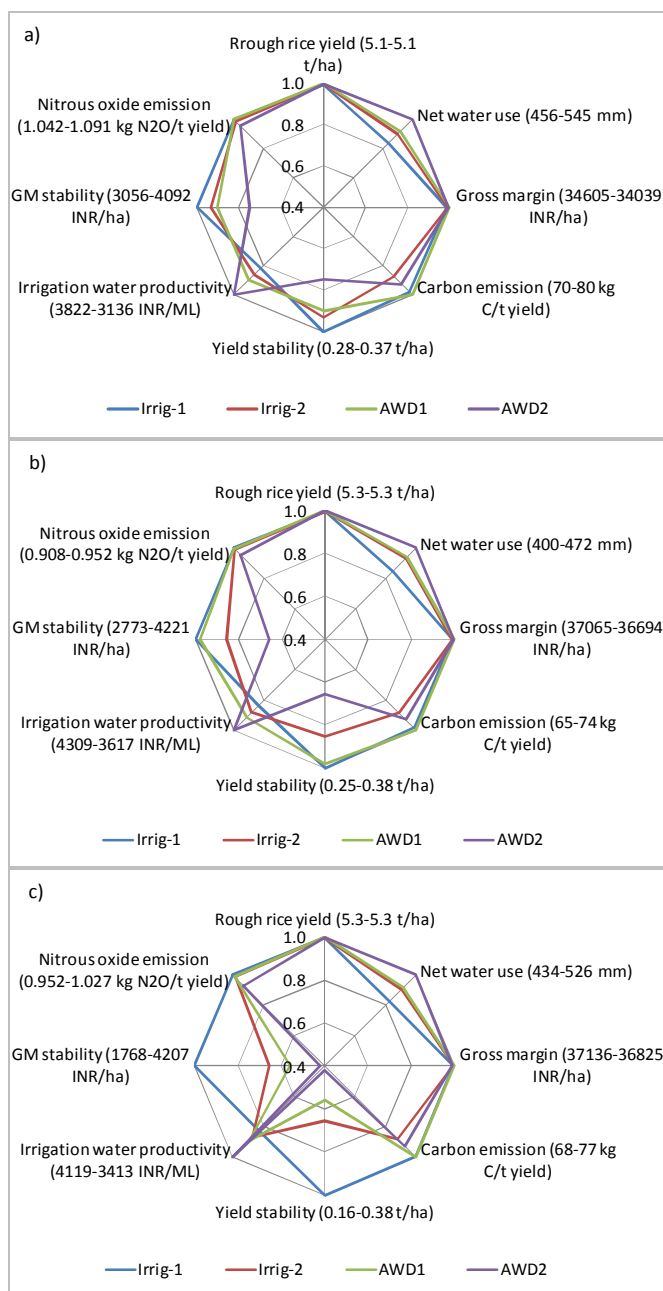 a)
Rrough rice yield (5.1-5.1
t/ha)
1.0
Nitrous oxide emission
(1.042-1.091 kg N2O/t yield)
Net water use (456-545 mm)
0.8
0.6
GM stability (3056-4092
INR/ha)
0.4
Gross margin (34605-34039
INR/ha)
Irrigation water productivity
(3822-3136 INR/ML)
Carbon emission (70-80 kg
C/t yield)
Yield stability (0.28-0.37 t/ha)
Irrig-1 Irrig-2 AWD1 AWD2
b)
Rough rice yield (5.3-5.3 t/ha)
1.0
Nitrous oxide emission
(0.908-0.952 kg N2O/t yield)
Net water use (400-472 mm)
0.8
0.6
GM stability (2773-4221
INR/ha)
0.4
Gross margin (37065-36694
INR/ha)
Irrigation water productivity
(4309-3617 INR/ML)
Carbon emission (65-74 kg
C/t yield)
Yield stability (0.25-0.38 t/ha)
Irrig-1 Irrig-2 AWD1 AWD2
c)
Rough rice yield (5.3-5.3 t/ha)
1.0
Nitrous oxide emission
(0.952-1.027 kg N2O/t yield)
Net water use (434-526 mm)
0.8
0.6
GM stability (1768-4207
INR/ha)
0.4
Gross margin (37136-36825
INR/ha)
Irrigation water productivity
(4119-3413 INR/ML)
Carbon emission (68-77 kg
C/t yield)
Yield stability (0.16-0.38 t/ha)
Irrig-1 Irrig-2 AWD1 AWD2